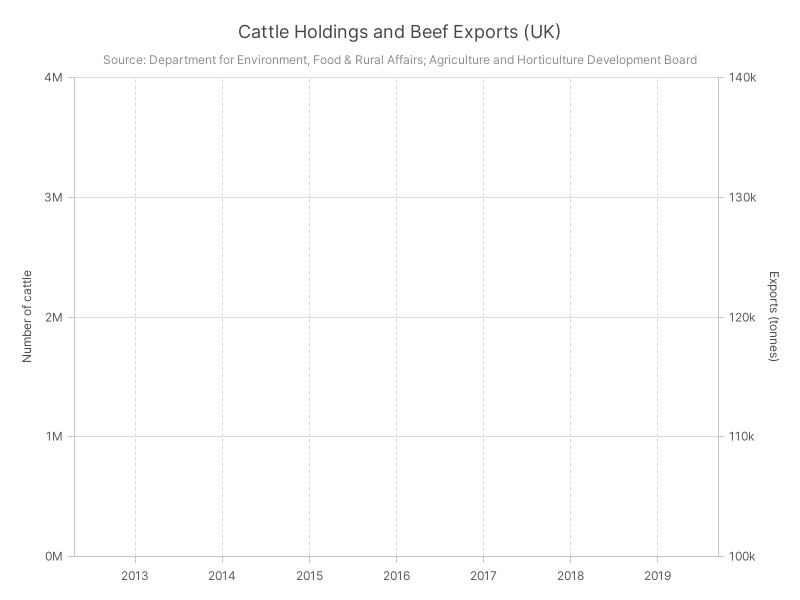 Cattle Holdings and Beef Exports (UK)
Source: Department for Environment, Food & Rural Affairs; Agriculture and Horticulture Development Board
4M
3M
2M
1M
0M
Number of cattle
140k
130k
120k
110k
100k
Exports (tonnes)
2013
2014
2015
2016
2017
2018
2019